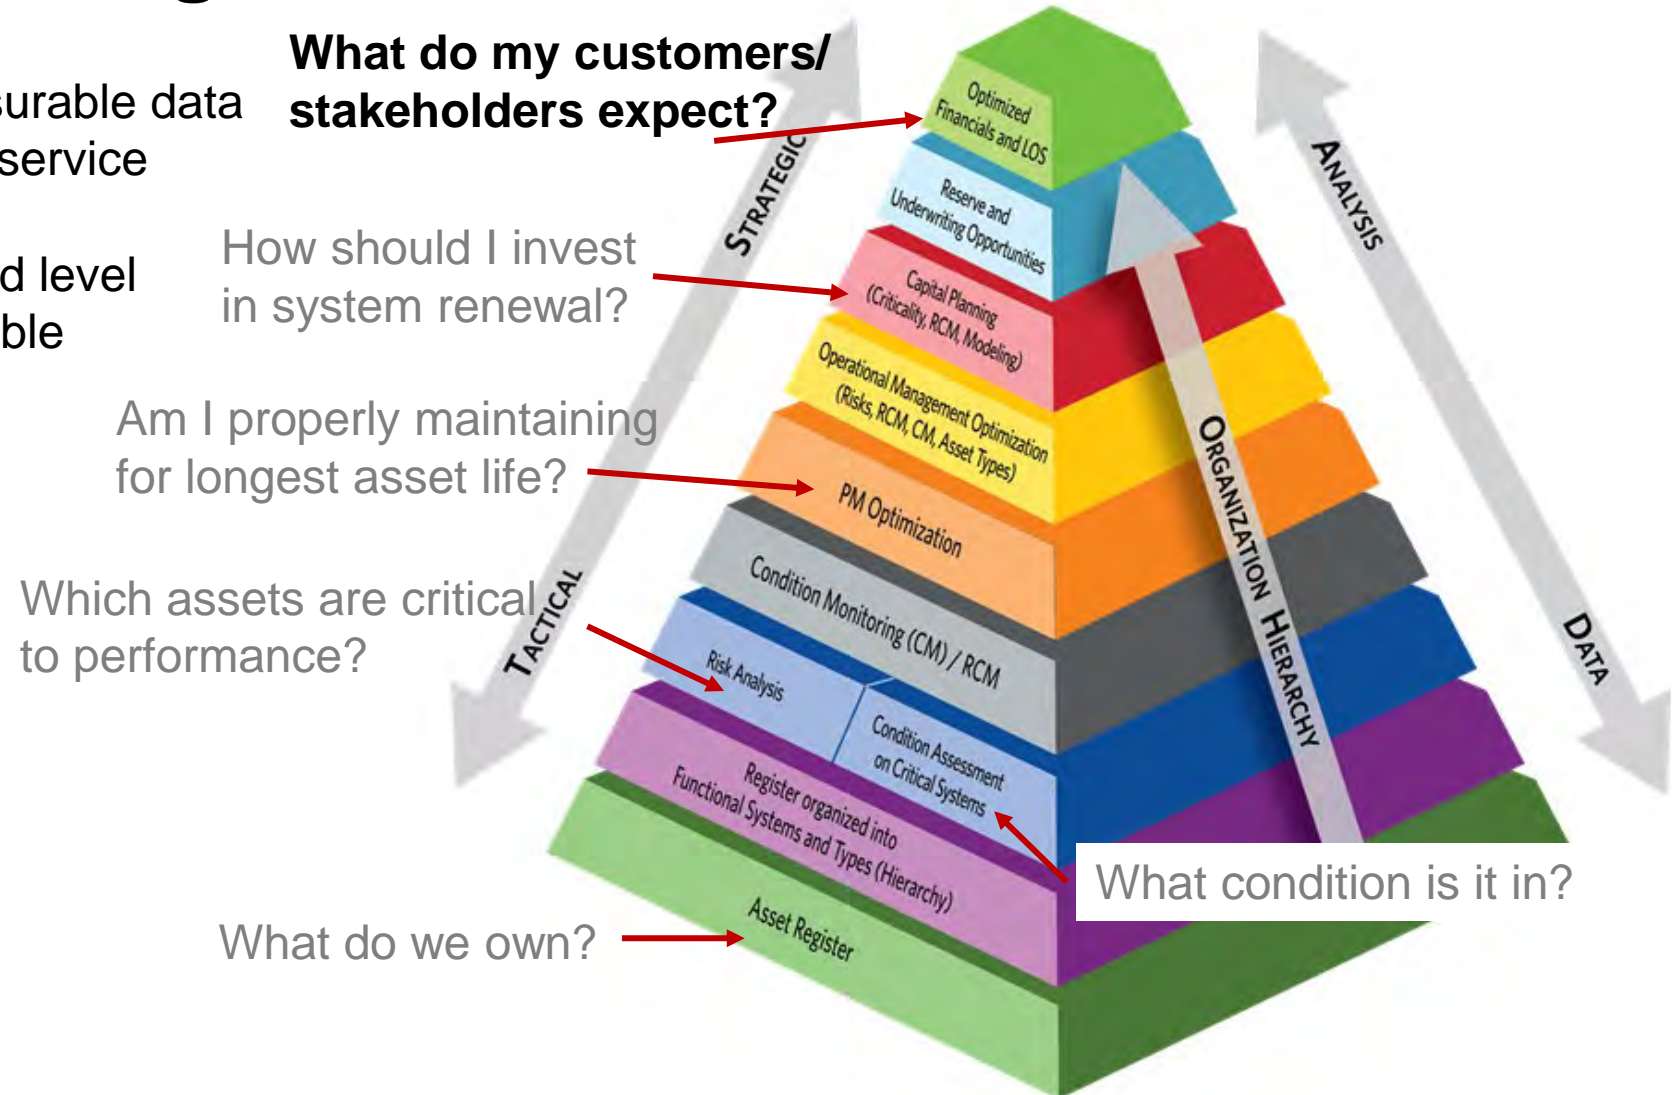 What do my customers/
stakeholders expect?
surable data
service
d level
ble
How should I invest
in system renewal?
Am I properly maintaining
for longest asset life?
Which assets are critical
to performance?
What do we own?
What condition is it in?
STRATEGIC
TACTICAL
ANALYSIS
DATA
ORGANIZATION HIERARCHY
Optimized
Financials and LOS
Reserve and
Underwriting Opportunities
Capital Planning
(Criticality, RCM, Modeling)
Operational Management Optimization
(Risks, RCM, CM, Asset Types)
PM Optimization
Condition Monitoring (CM) / RCM
Risk Analysis
Condition Assessment
on Critical Systems
Register organized into
Functional Systems and Types (Hierarchy)
Asset Register